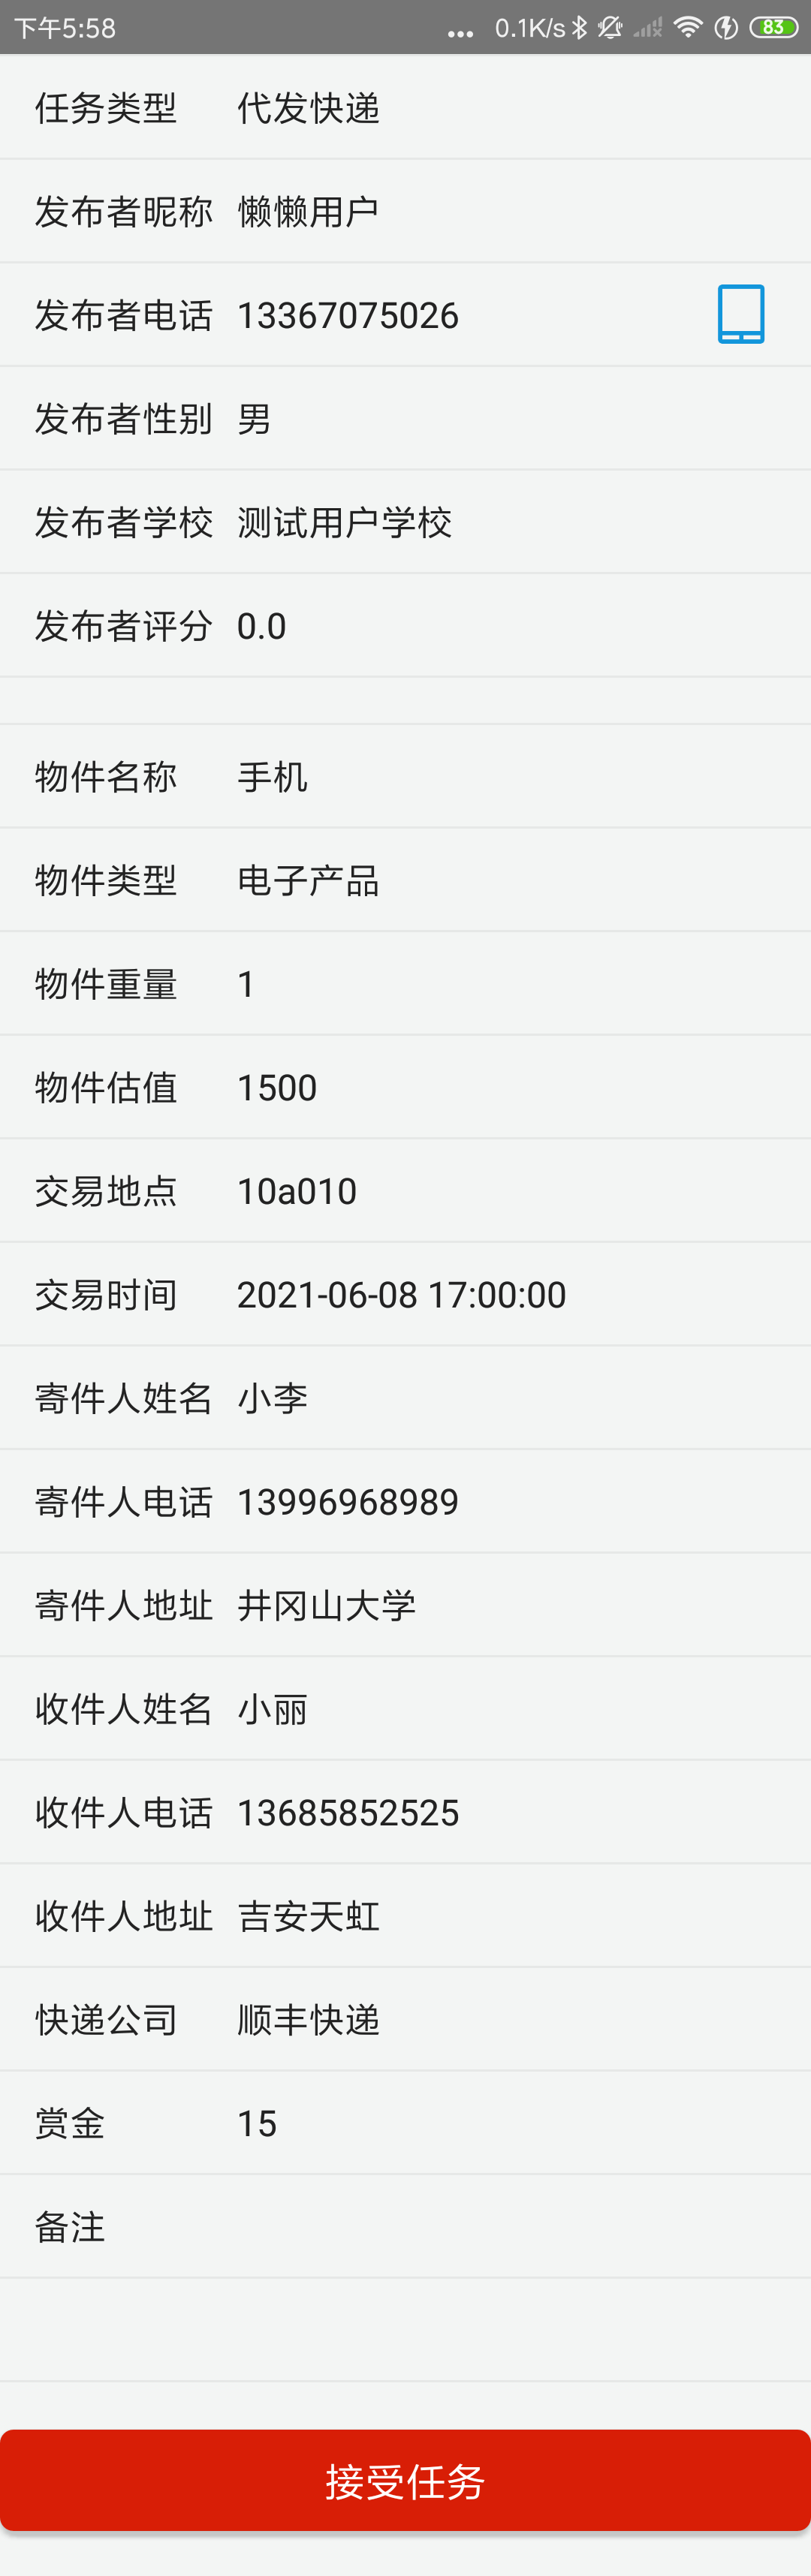 下午5:58 ... 0.1K/s 83
任务类型 代发快递
发布者昵称 懒懒用户
发布者电话 13367075026
发布者性别 男
发布者学校 测试用户学校
发布者评分 0.0
物件名称 手机
物件类型 电子产品
物件重量 1
物件估值 1500
交易地点 10a010
交易时间 2021-06-08 17:00:00
寄件人姓名 小李
寄件人电话 13996968989
寄件人地址 井冈山大学
收件人姓名 小丽
收件人电话 13685852525
收件人地址 吉安天虹
快递公司 顺丰快递
赏金 15
备注
接受任务